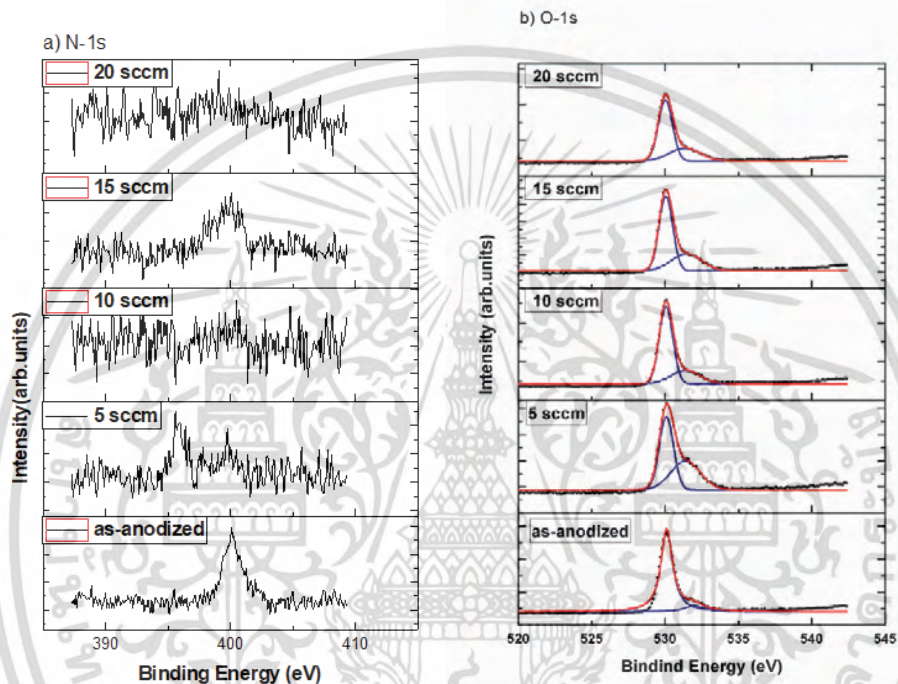 a) N-1s
20 sccm
15 sccm
10 sccm
5 sccm
as-anodized
Intensity(arb.units)
390
400
410
Binding Energy (eV)
b) O-1s
20 sccm
15 sccm
10 sccm
5 sccm
as-anodized
Intensity (arb.units)
520
525
530
535
540
545
Bindind Energy (eV)